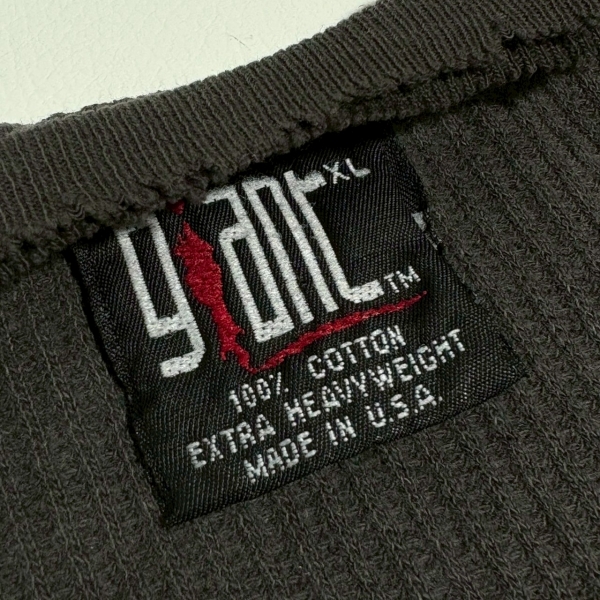 giant XL
TM
100% COTTON
EXTRA HEAVYWEIGHT
MADE IN U.S.A.